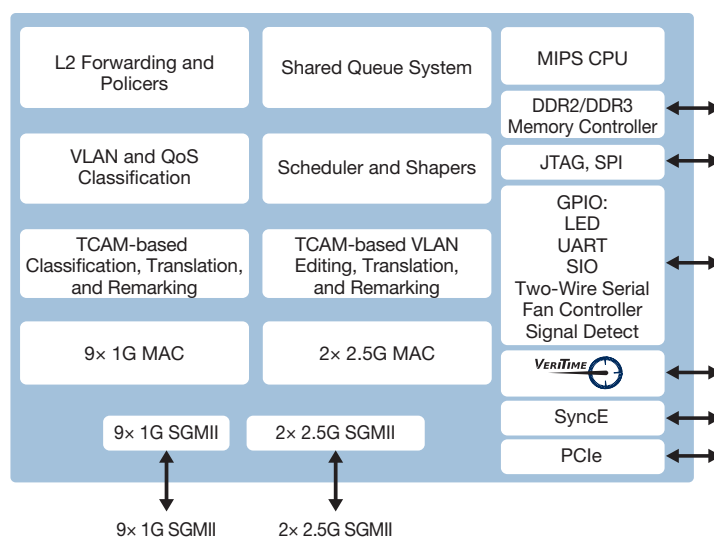 L2 Forwarding and
Policers
Shared Queue System
MIPS CPU
DDR2/DDR3
Memory Controller
VLAN and QoS
Classification
Scheduler and Shapers
JTAG, SPI
GPIO:
LED
UART
SIO
Two-Wire Serial
Fan Controller
Signal Detect
TCAM-based
Classification, Translation,
and Remarking
TCAM-based VLAN
Editing, Translation,
and Remarking
9× 1G MAC
2× 2.5G MAC
VERITIME
SyncE
PCIe
9× 1G SGMII
2× 2.5G SGMII
9× 1G SGMII
2× 2.5G SGMII